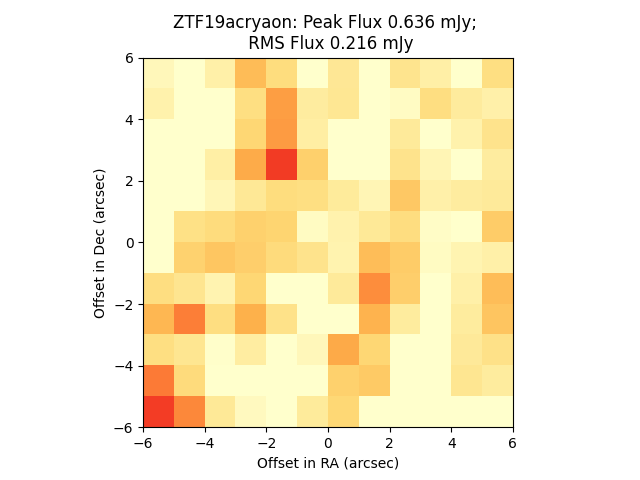 ZTF19acryaon: Peak Flux 0.636 mJy;
RMS Flux 0.216 mJy
6
4
2
0
−2
−4
−6
Offset in Dec (arcsec)
−6 −4 −2 0 2 4 6
Offset in RA (arcsec)